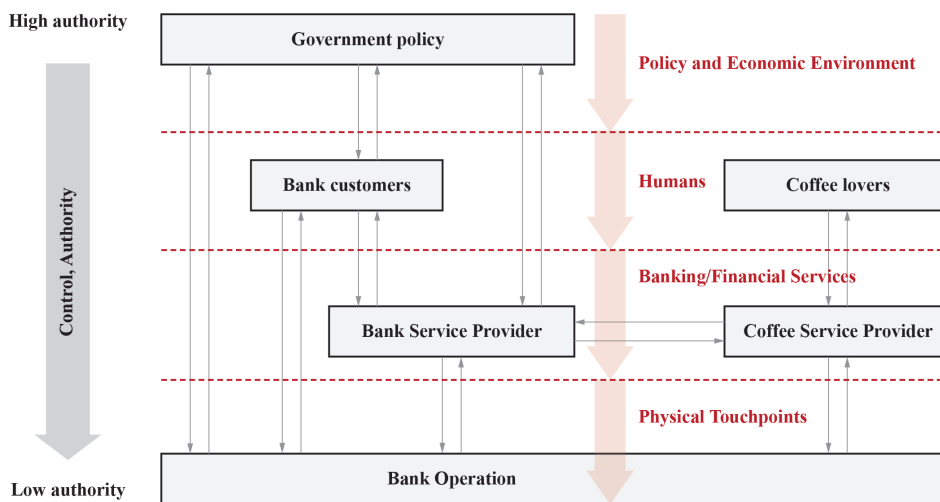 High authority
Government policy
Policy and Economic Environment
Bank customers
Humans
Coffee lovers
Control, Authority
Banking/Financial Services
Bank Service Provider
Coffee Service Provider
Physical Touchpoints
Bank Operation
Low authority